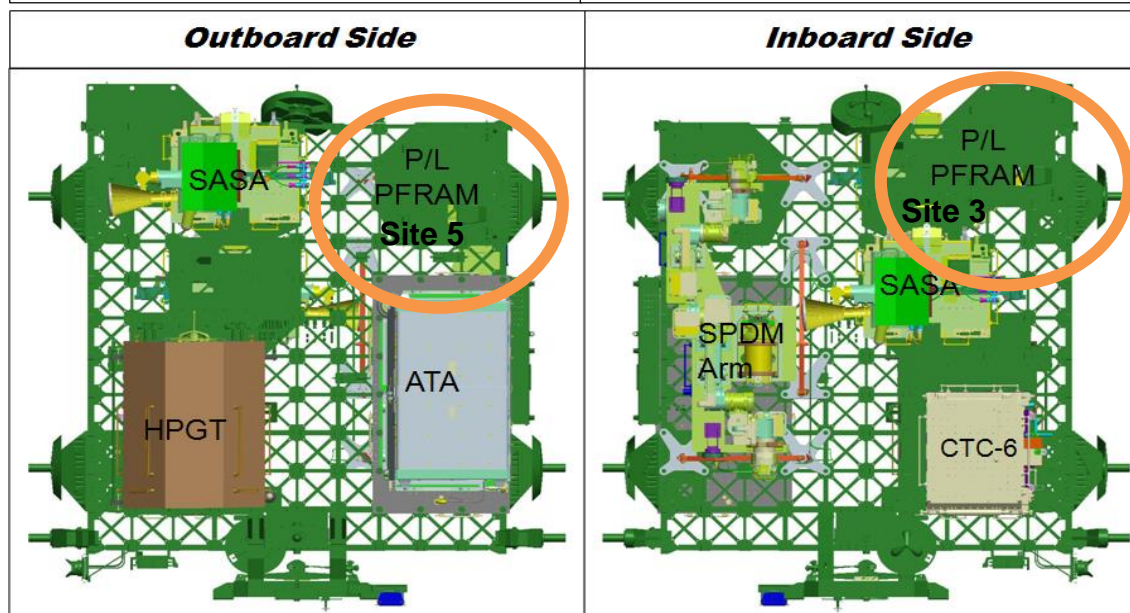 Outboard Side
Inboard Side
SASA
P/L
PFRAM
Site 5
HPGT
ATA
P/L
PFRAM
Site 3
SASA
SPDM
Arm
CTC-6